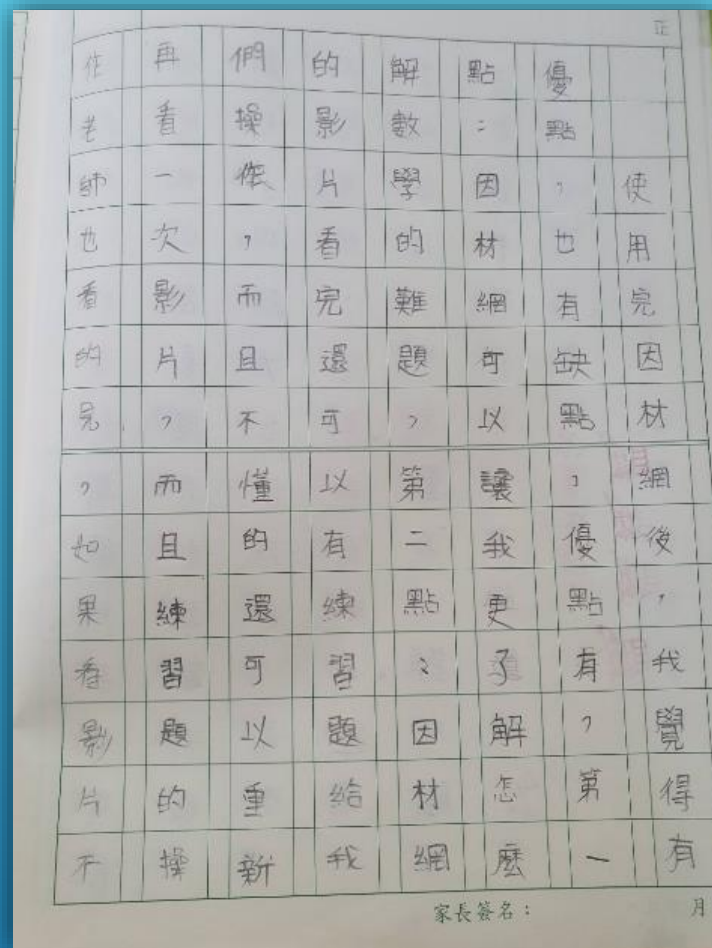 正
使用完因材網後，我覺得有
優點，也有缺點，優點有，第一
點：因材網可以讓我更了解怎麼
解數學的難題，第二點：因材網
的影片看完還可以有練習題給我
們操作，而且不懂的還可以重新
再看一次影片，而且練習題的操
作老師也看的見，如果看影片不
家長簽名：
月